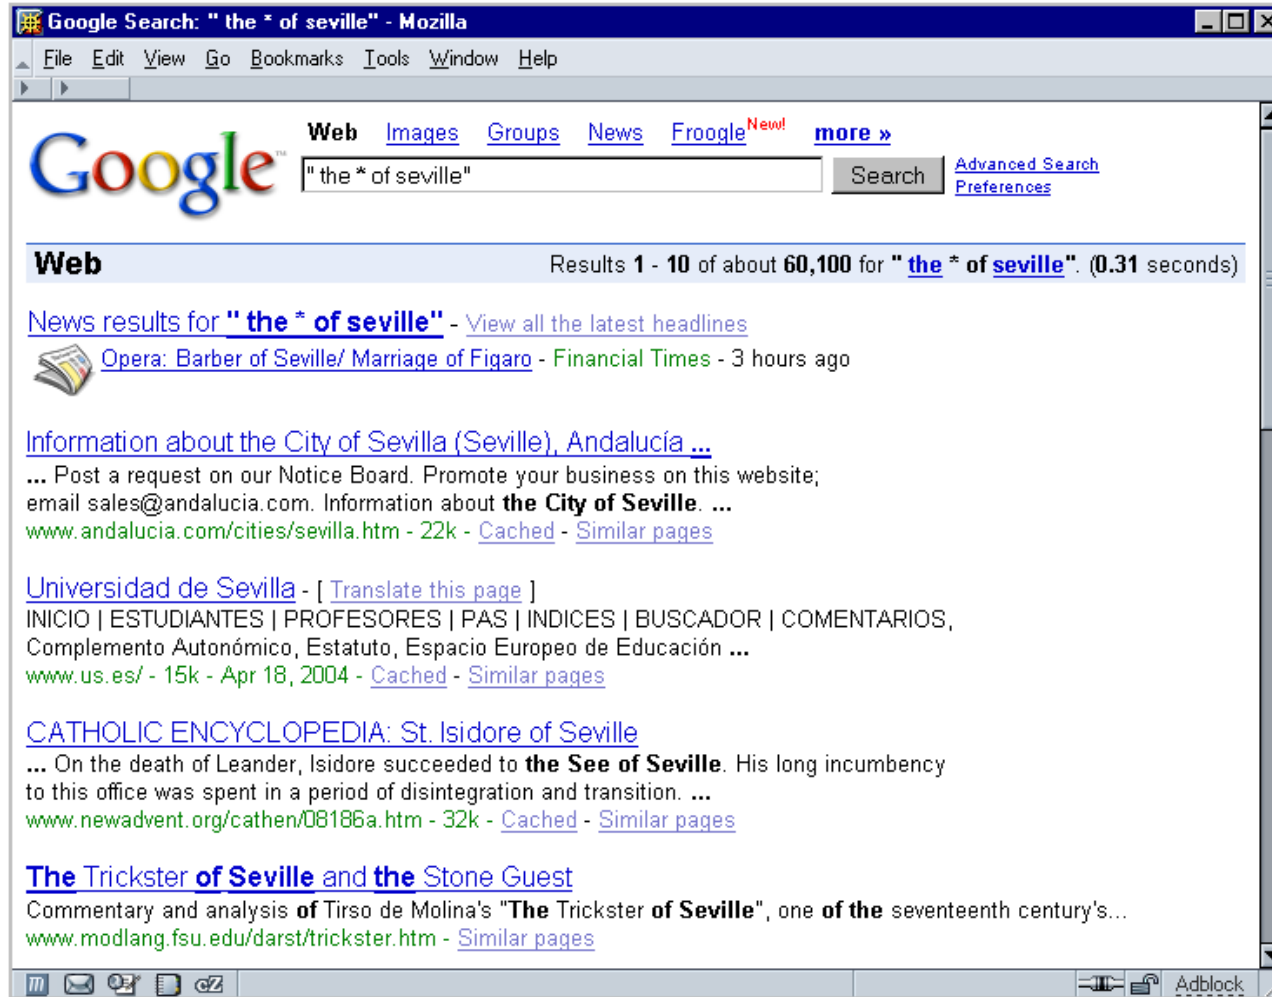 Google Search: " the * of seville" - Mozilla
File Edit View Go Bookmarks Tools Window Help
Web Images Groups News Froogle New! more »
Google™
" the * of seville" Search Advanced Search
Preferences
Web Results 1 - 10 of about 60,100 for " the * of seville". (0.31 seconds)
News results for " the * of seville" - View all the latest headlines
Opera: Barber of Seville/ Marriage of Figaro - Financial Times - 3 hours ago
Information about the City of Sevilla (Seville), Andalucía ...
... Post a request on our Notice Board. Promote your business on this website;
email sales@andalucia.com. Information about the City of Seville. ...
www.andalucia.com/cities/sevilla.htm - 22k - Cached - Similar pages
Universidad de Sevilla - [ Translate this page ]
INICIO | ESTUDIANTES | PROFESORES | PAS | INDICES | BUSCADOR | COMENTARIOS,
Complemento Autonómico, Estatuto, Espacio Europeo de Educación ...
www.us.es/ - 15k - Apr 18, 2004 - Cached - Similar pages
CATHOLIC ENCYCLOPEDIA: St. Isidore of Seville
... On the death of Leander, Isidore succeeded to the See of Seville. His long incumbency
to this office was spent in a period of disintegration and transition. ...
www.newadvent.org/cathen/08186a.htm - 32k - Cached - Similar pages
The Trickster of Seville and the Stone Guest
Commentary and analysis of Tirso de Molina's "The Trickster of Seville", one of the seventeenth century's...
www.modlang.fsu.edu/darst/trickster.htm - Similar pages
m cZ Adblock